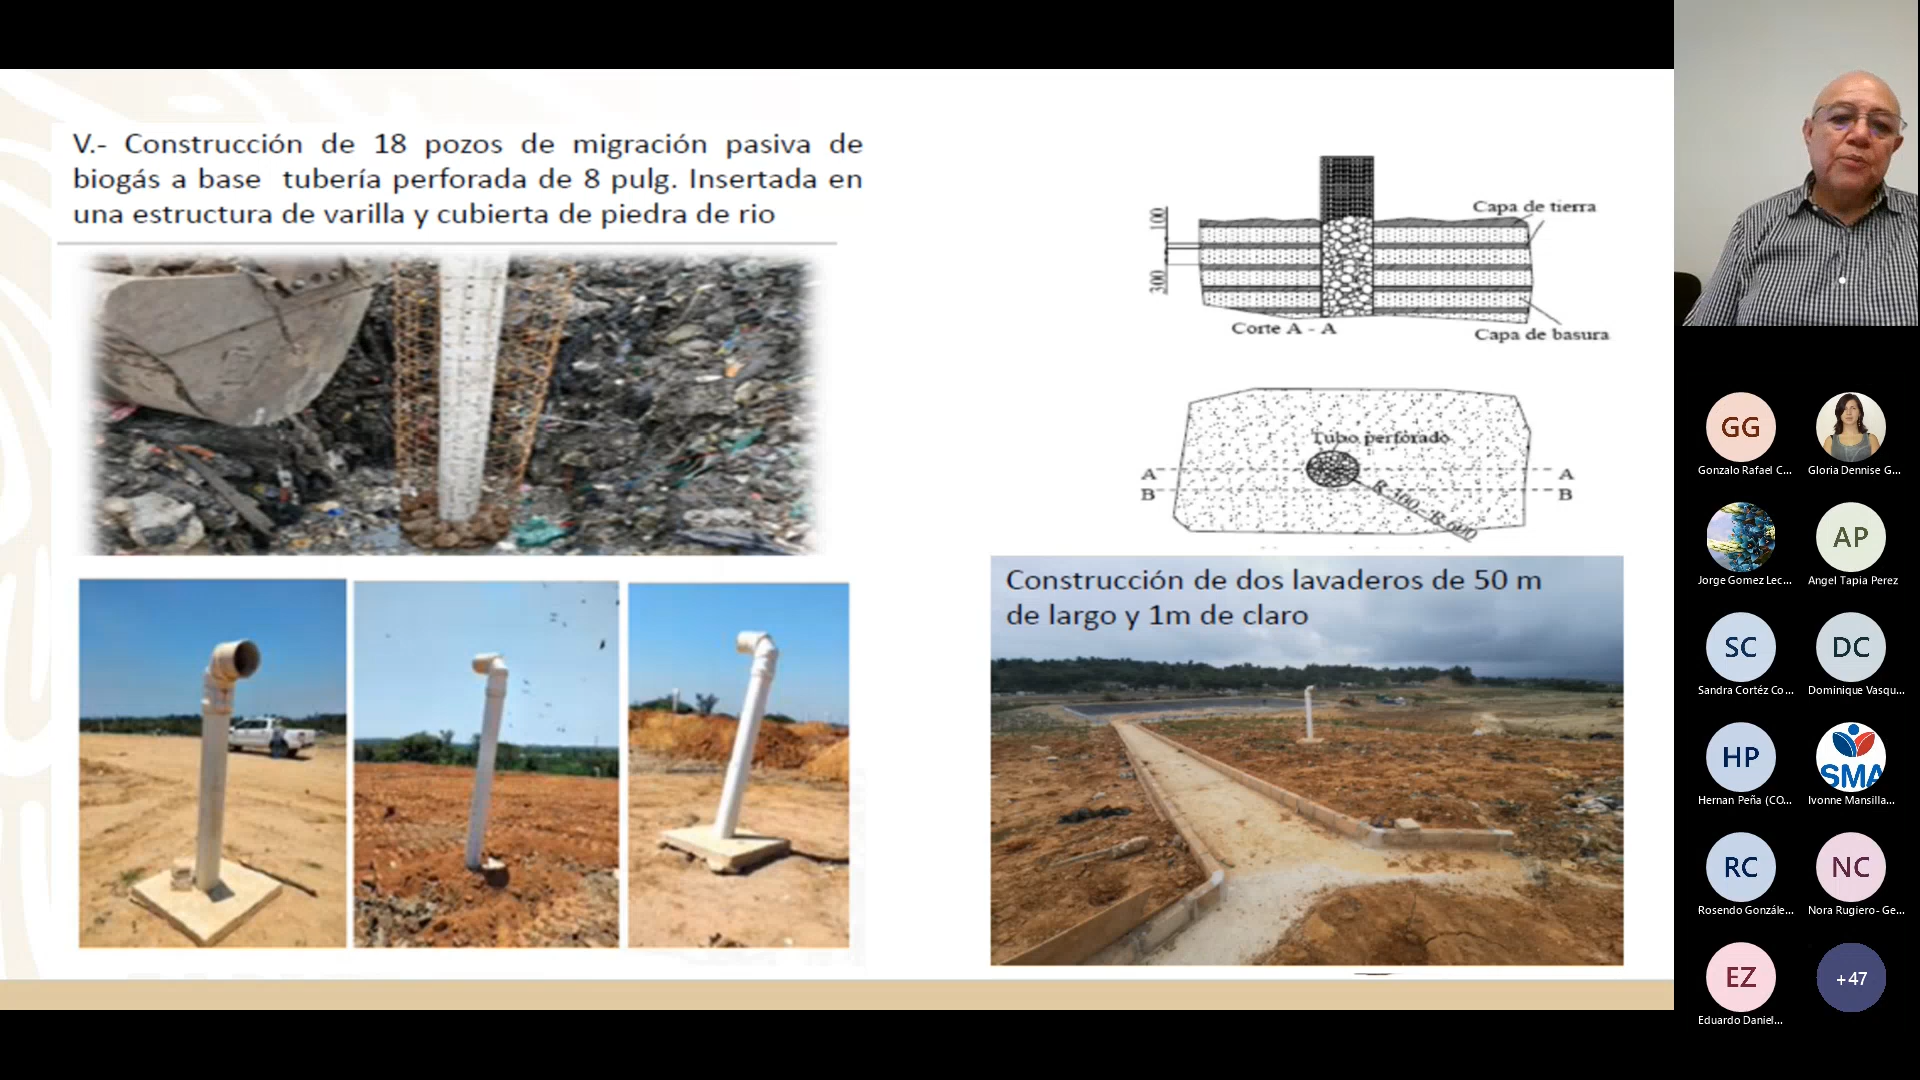 V.- Construcción de 18 pozos de migración pasiva de
biogás a base tubería perforada de 8 pulg. Insertada en
una estructura de varilla y cubierta de piedra de rio
100
300
Capa de tierra
Corte A - A
Capa de basura
Tubo perforado
A
A
B
B
R 300 - R 600
Construcción de dos lavaderos de 50 m
de largo y 1m de claro
GG
Gonzalo Rafael C...
Gloria Dennise G...
Jorge Gomez Lec...
AP
Angel Tapia Perez
SC
Sandra Cortéz Co...
DC
Dominique Vasqu...
HP
Hernan Peña (CO...
SMA
Ivonne Mansilla...
RC
Rosendo Gonzále...
NC
Nora Rugiero- Ge...
EZ
Eduardo Daniel...
+47